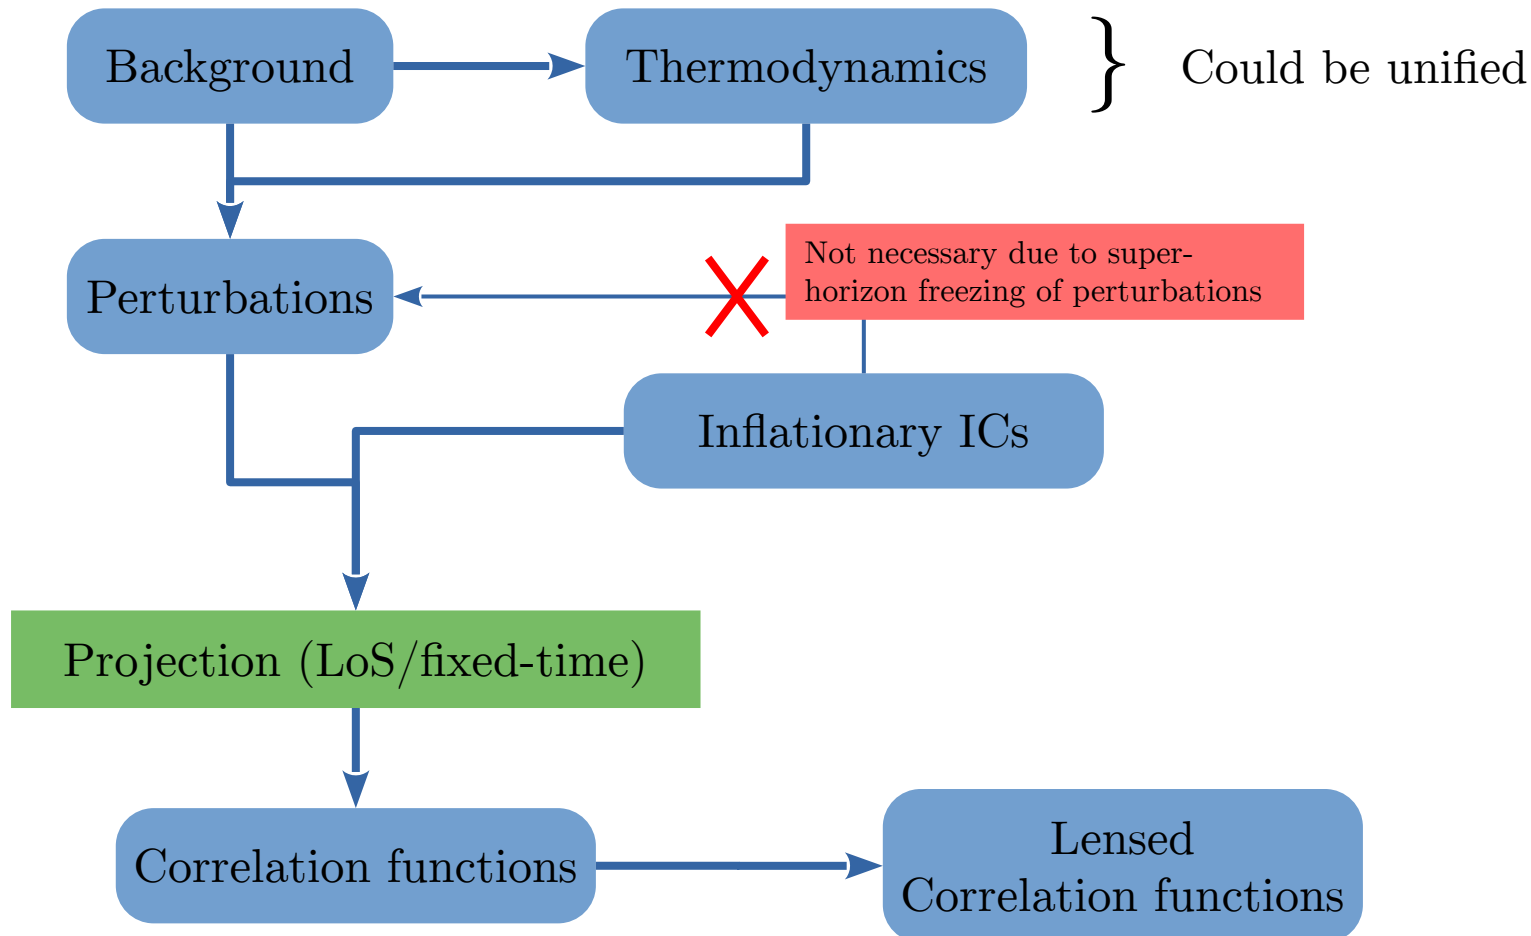 Background
Thermodynamics
}
Could be unified
Not necessary due to super-
horizon freezing of perturbations
Perturbations
Inflationary ICs
Projection (LoS/fixed-time)
Correlation functions
Lensed
Correlation functions